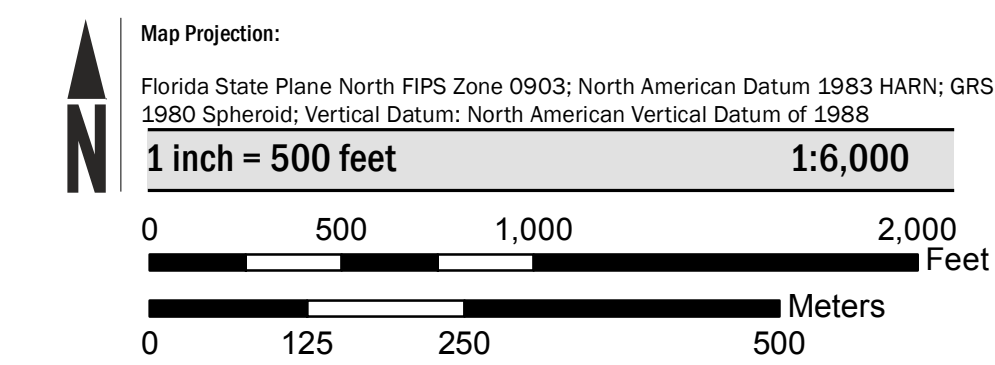 Map Projection:
Florida State Plane North FIPS Zone 0903; North American Datum 1983 HARN; GRS
1980 Spheroid; Vertical Datum: North American Vertical Datum of 1988
N
1 inch = 500 feet 1:6,000
0 500 1,000 2,000
Feet
Meters
0 125 250 500